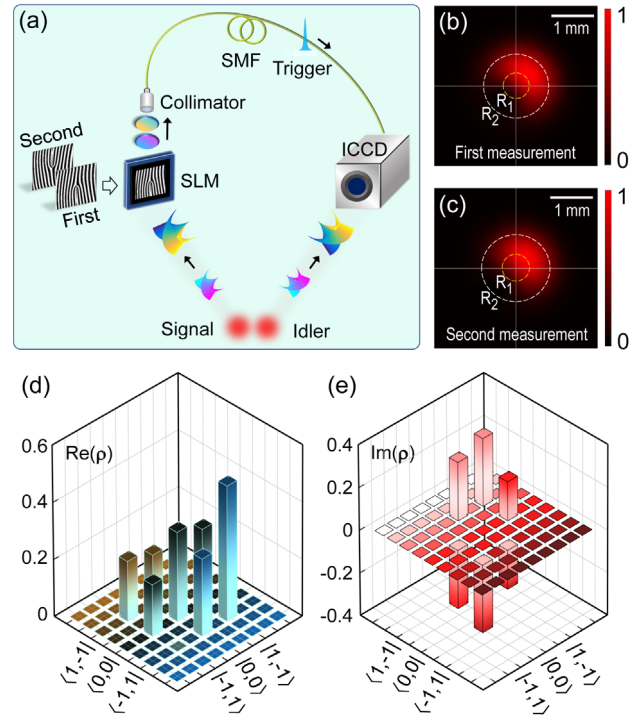 (a)
SMF
Trigger
Collimator
ICCD
Second
First
SLM
Signal
Idler
(b)
1 mm
R1
R2
First measurement
1
0
(c)
1 mm
R1
R2
Second measurement
1
0
(d)
Re(ρ)
0.6
0.4
0.2
0
⟨1,-1|
⟨0,0|
⟨-1,1|
|-1,1⟩
|0,0⟩
|1,-1⟩
(e)
Im(ρ)
0.4
0.2
0
-0.2
-0.4
⟨1,-1|
⟨0,0|
⟨-1,1|
|-1,1⟩
|0,0⟩
|1,-1⟩